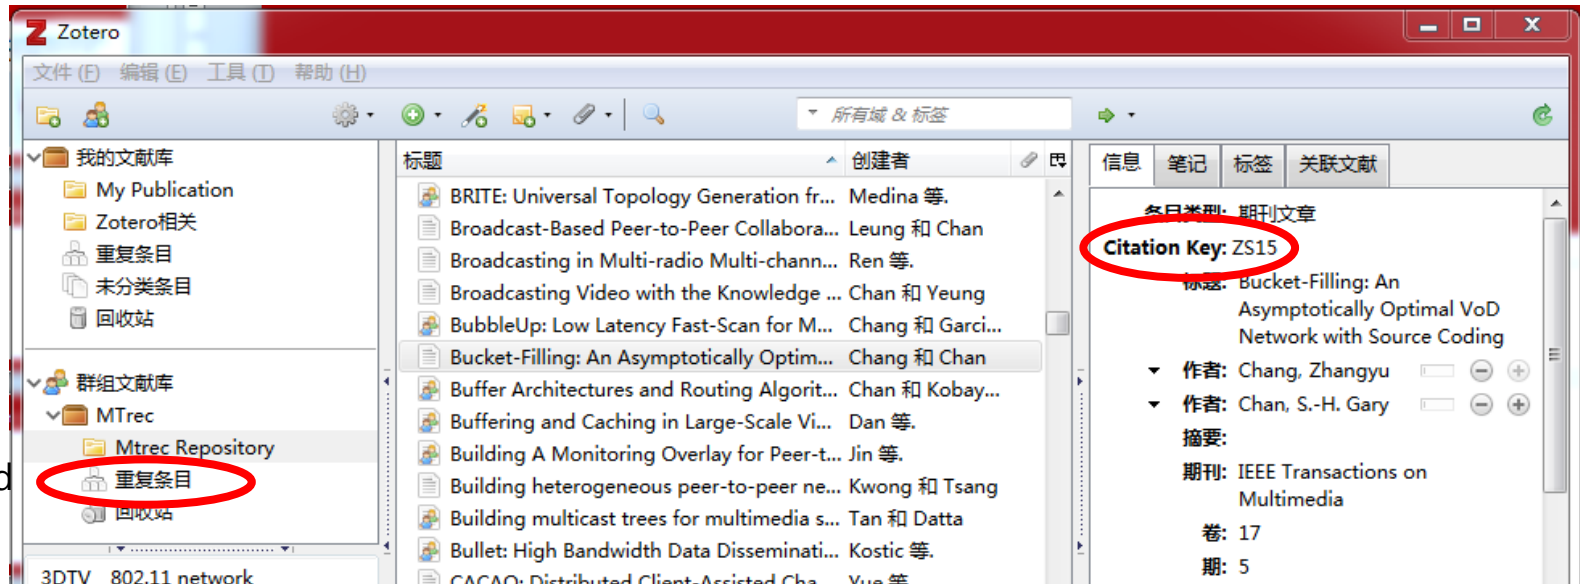 Zotero
文件 (F) 编辑 (E) 工具 (T) 帮助 (H)
所有域 & 标签
我的文献库
My Publication
Zotero相关
重复条目
未分类条目
回收站
群组文献库
MTrec
Mtrec Repository
重复条目
回收站
3DTV 802.11 network
d
标题 创建者
BRITE: Universal Topology Generation fr... Medina 等.
Broadcast-Based Peer-to-Peer Collabora... Leung 和 Chan
Broadcasting in Multi-radio Multi-chann... Ren 等.
Broadcasting Video with the Knowledge ... Chan 和 Yeung
BubbleUp: Low Latency Fast-Scan for M... Chang 和 Garci...
Bucket-Filling: An Asymptotically Optim... Chang 和 Chan
Buffer Architectures and Routing Algorit... Chan 和 Kobay...
Buffering and Caching in Large-Scale Vi... Dan 等.
Building A Monitoring Overlay for Peer-t... Jin 等.
Building heterogeneous peer-to-peer ne... Kwong 和 Tsang
Building multicast trees for multimedia s... Tan 和 Datta
Bullet: High Bandwidth Data Disseminati... Kostic 等.
CACAO: Distributed Client-Assisted Cha... Yue 等.
信息 笔记 标签 关联文献
条目类型: 期刊文章
Citation Key: ZS15
标题: Bucket-Filling: An
Asymptotically Optimal VoD
Network with Source Coding
作者: Chang, Zhangyu
作者: Chan, S.-H. Gary
摘要:
期刊: IEEE Transactions on
Multimedia
卷: 17
期: 5